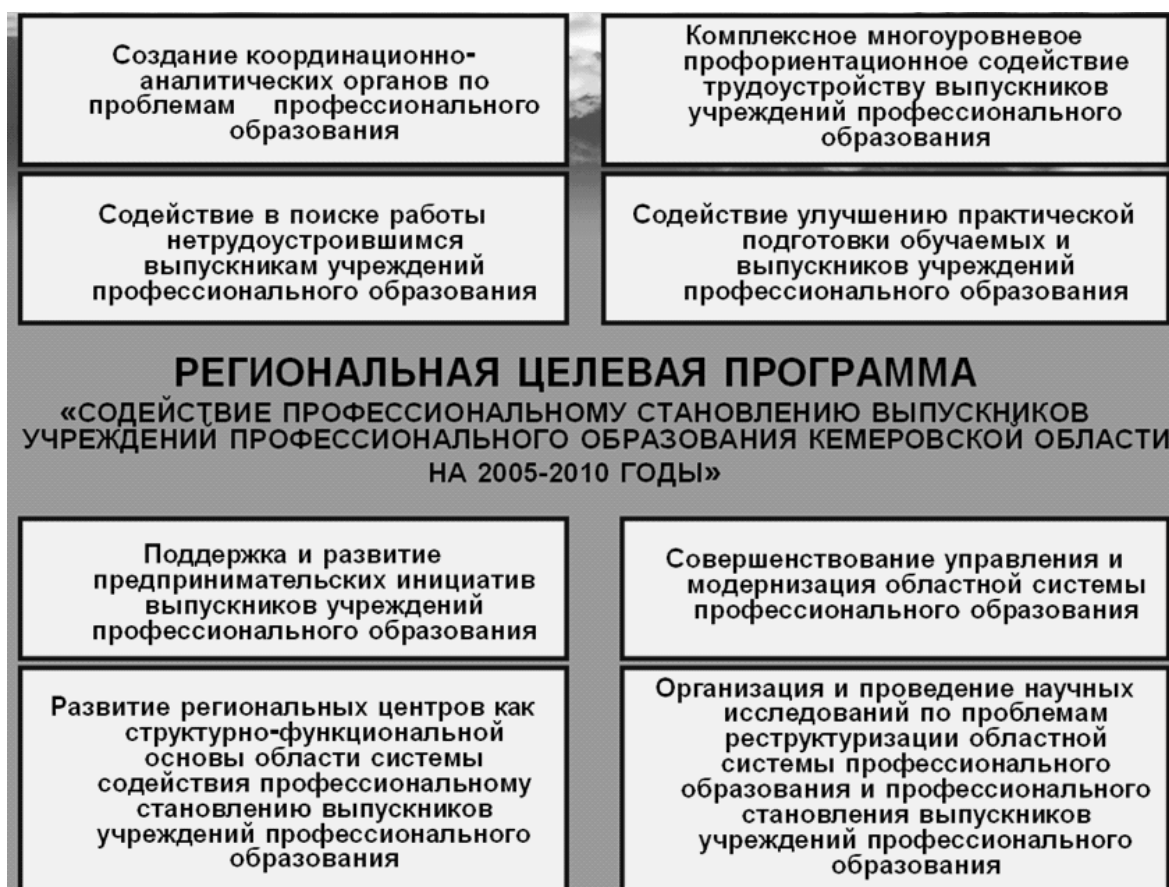 Создание координационно-
аналитических органов по
проблемам профессионального
образования
Комплексное многоуровневое
профориентационное содействие
трудоустройству выпускников
учреждений профессионального
образования
Содействие в поиске работы
нетрудоустроившимся
выпускникам учреждений
профессионального образования
Содействие улучшению практической
подготовки обучаемых и
выпускников учреждений
профессионального образования
РЕГИОНАЛЬНАЯ ЦЕЛЕВАЯ ПРОГРАММА
«СОДЕЙСТВИЕ ПРОФЕССИОНАЛЬНОМУ СТАНОВЛЕНИЮ ВЫПУСКНИКОВ
УЧРЕЖДЕНИЙ ПРОФЕССИОНАЛЬНОГО ОБРАЗОВАНИЯ КЕМЕРОВСКОЙ ОБЛАСТИ
НА 2005-2010 ГОДЫ»
Поддержка и развитие
предпринимательских инициатив
выпускников учреждений
профессионального образования
Совершенствование управления и
модернизация областной системы
профессионального образования
Развитие региональных центров как
структурно-функциональной
основы области системы
содействия профессиональному
становлению выпускников
учреждений профессионального
образования
Организация и проведение научных
исследований по проблемам
реструктуризации областной
системы профессионального
образования и профессионального
становления выпускников
учреждений профессионального
образования